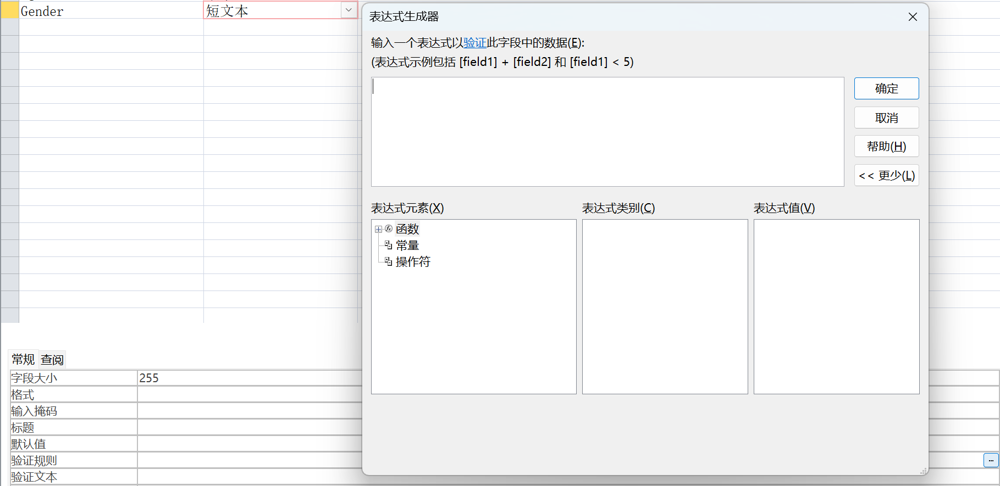 Gender 短文本
表达式生成器
输入一个表达式以验证此字段中的数据(E):
(表达式示例包括 [field1] + [field2] 和 [field1] < 5)
确定
取消
帮助(H)
<< 更少(L)
表达式元素(X) 表达式类别(C) 表达式值(V)
函数
常量
操作符
常规 查阅
字段大小 255
格式
输入掩码
标题
默认值
验证规则 ...
验证文本